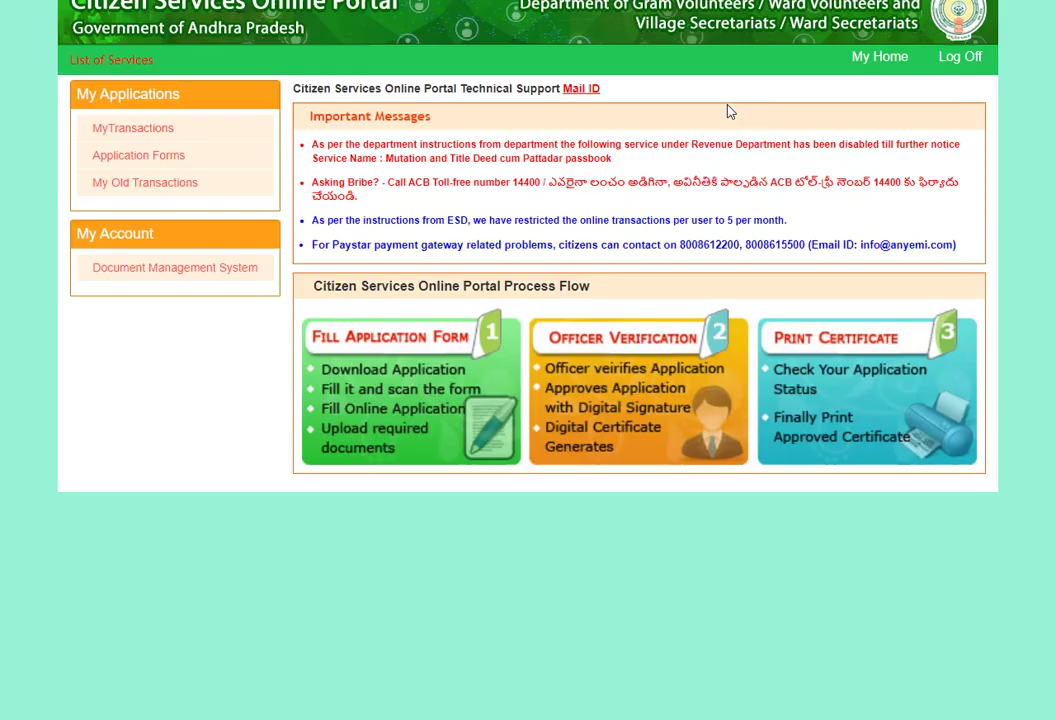 Citizen Services Online Portal
Government of Andhra Pradesh
Department of Gram Volunteers / Ward Volunteers and
Village Secretariats / Ward Secretariats
List of Services
My Home
Log Off
My Applications
MyTransactions
Application Forms
My Old Transactions
My Account
Document Management System
Citizen Services Online Portal Technical Support Mail ID
Important Messages
As per the department instructions from department the following service under Revenue Department has been disabled till further notice
Service Name : Mutation and Title Deed cum Pattadar passbook
Asking Bribe? - Call ACB Toll-free number 14400 / ఎవరైనా లంచం అడిగినా, అవినీతికి పాల్పడిన ACB టోల్-ఫ్రీ నెంబర్ 14400 కు ఫిర్యాదు
చేయండి.
As per the instructions from ESD, we have restricted the online transactions per user to 5 per month.
For Paystar payment gateway related problems, citizens can contact on 8008612200, 8008615500 (Email ID: info@anyemi.com)
Citizen Services Online Portal Process Flow
FILL APPLICATION FORM 1
Download Application
Fill it and scan the form
Fill Online Application
Upload required
documents
OFFICER VERIFICATION 2
Officer veirifies Application
Approves Application
with Digital Signature
Digital Certificate
Generates
PRINT CERTIFICATE 3
Check Your Application
Status
Finally Print
Approved Certificate